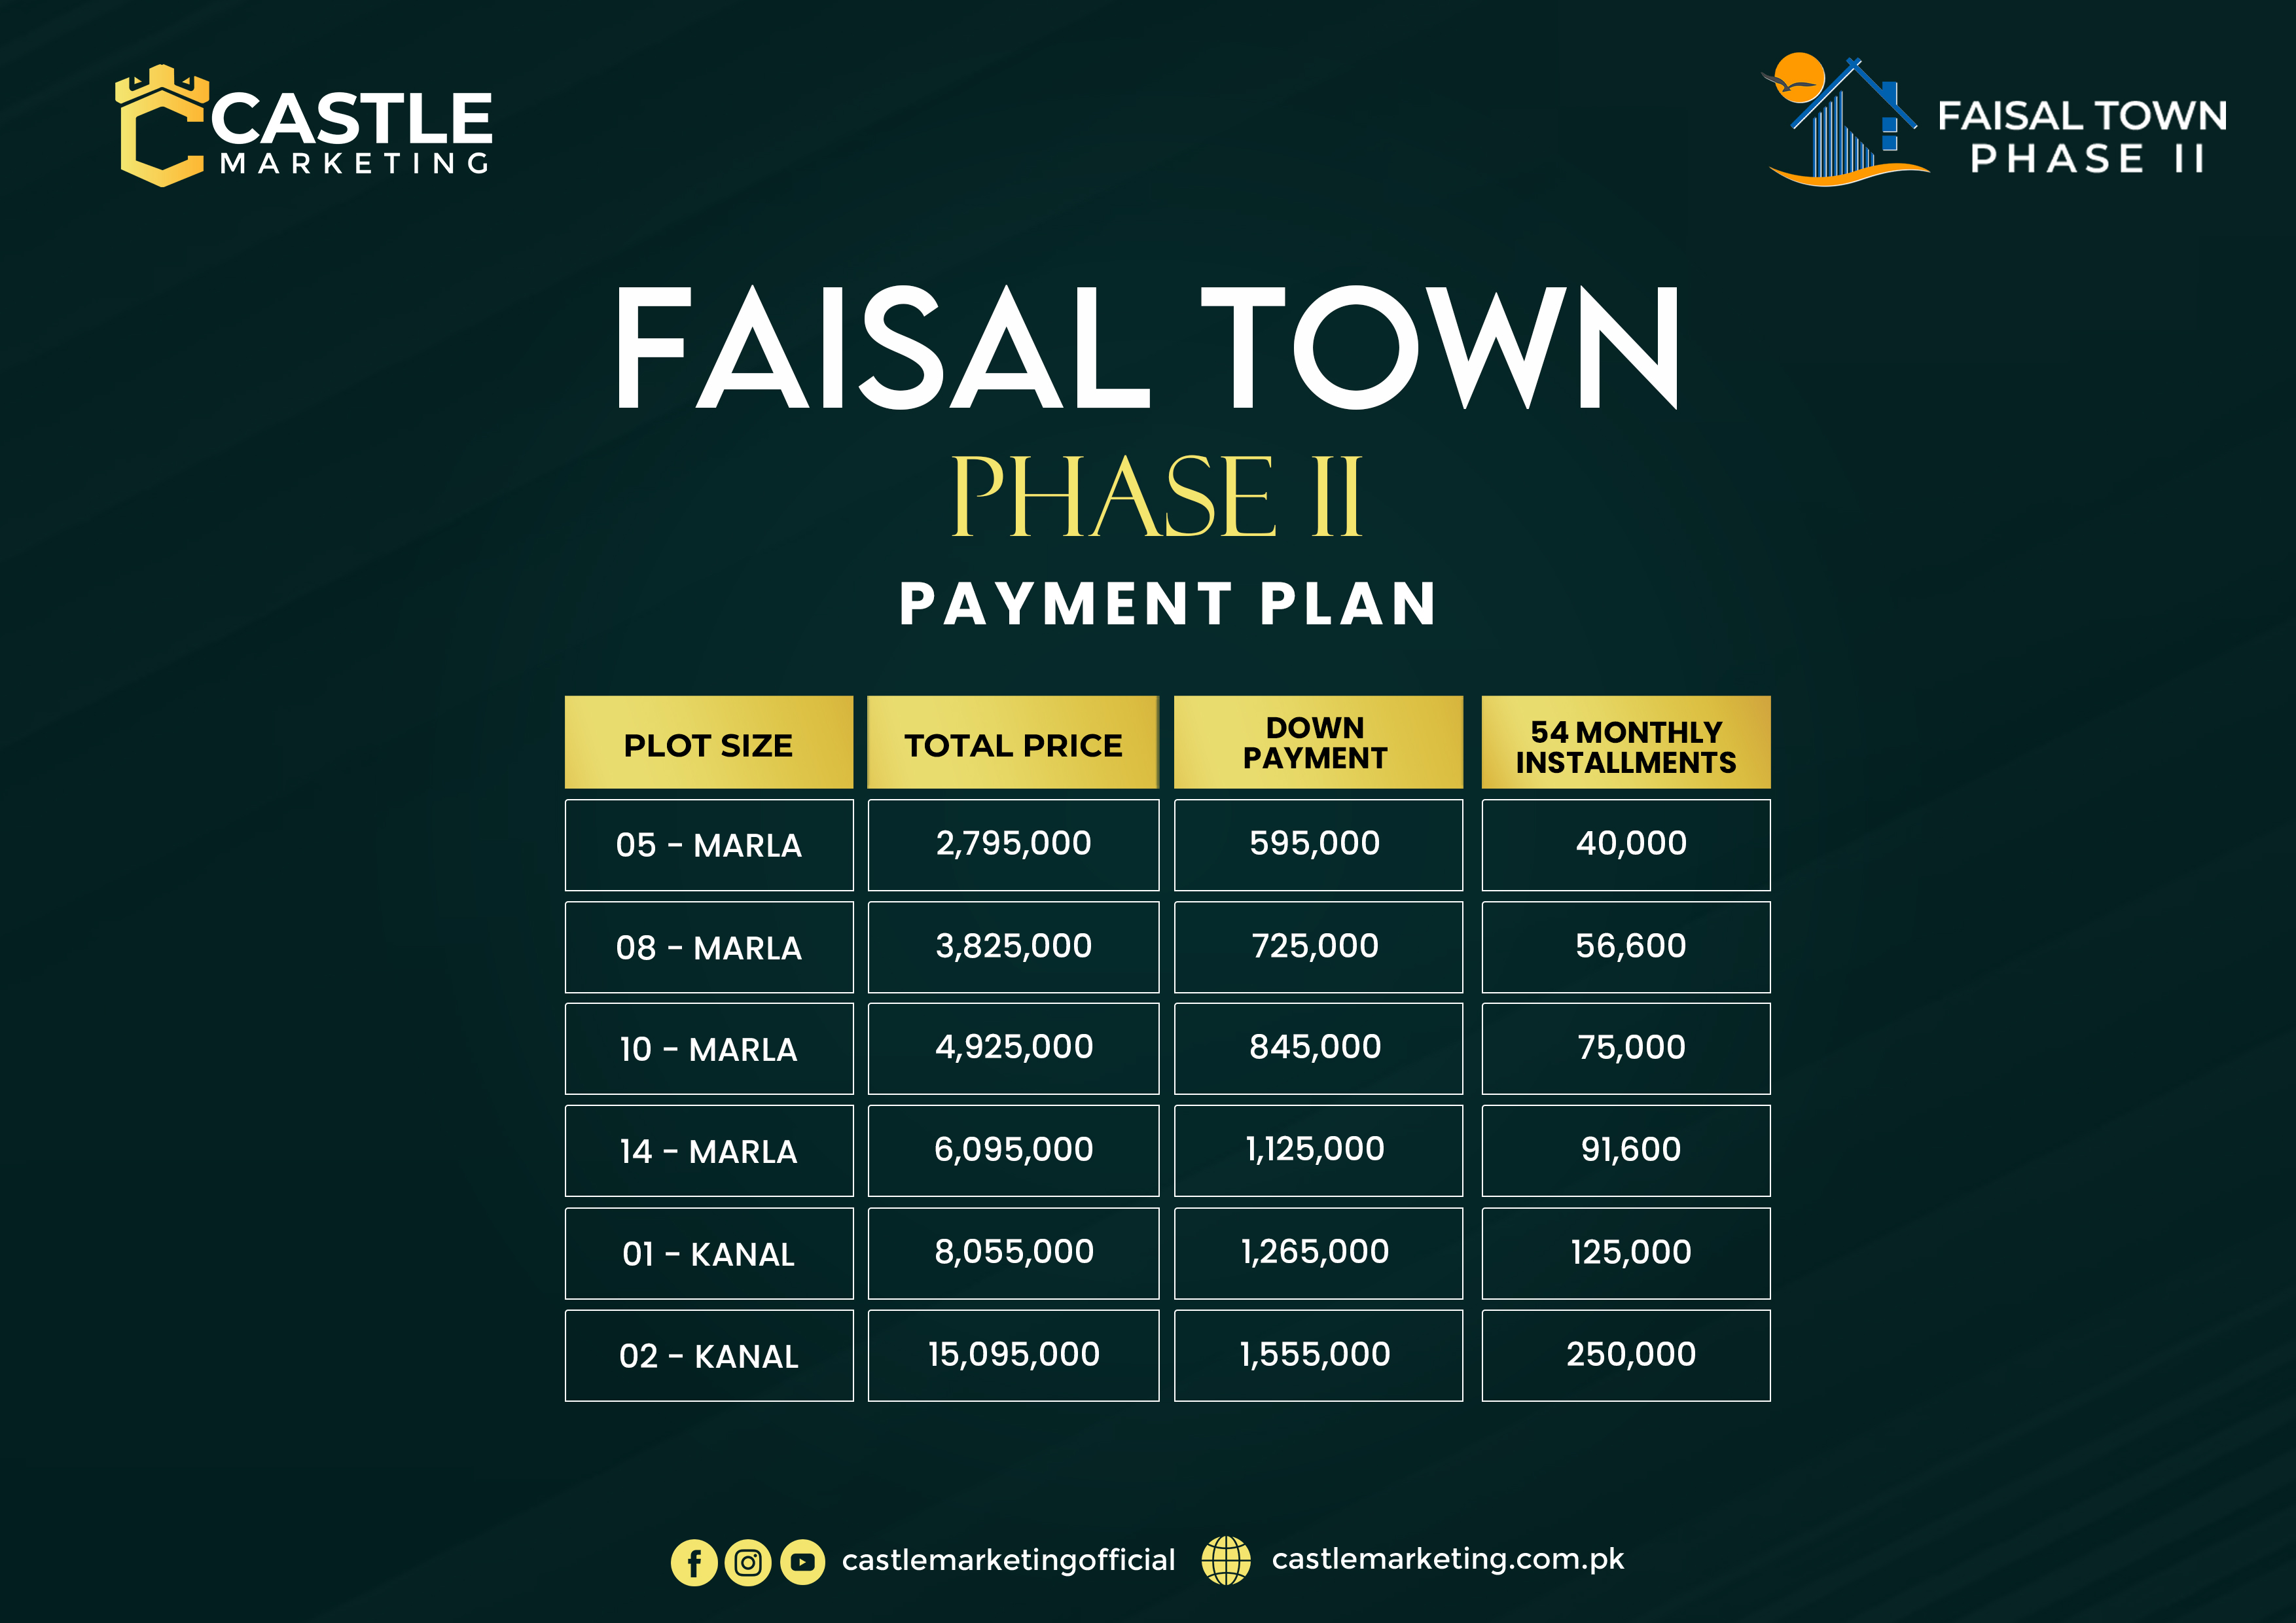 CASTLE
MARKETING
FAISAL TOWN
PHASE II
FAISAL TOWN
PHASE II
PAYMENT PLAN
PLOT SIZE TOTAL PRICE DOWN PAYMENT 54 MONTHLY INSTALLMENTS
05 - MARLA 2,795,000 595,000 40,000
08 - MARLA 3,825,000 725,000 56,600
10 - MARLA 4,925,000 845,000 75,000
14 - MARLA 6,095,000 1,125,000 91,600
01 - KANAL 8,055,000 1,265,000 125,000
02 - KANAL 15,095,000 1,555,000 250,000
castlemarketingofficial castlemarketing.com.pk